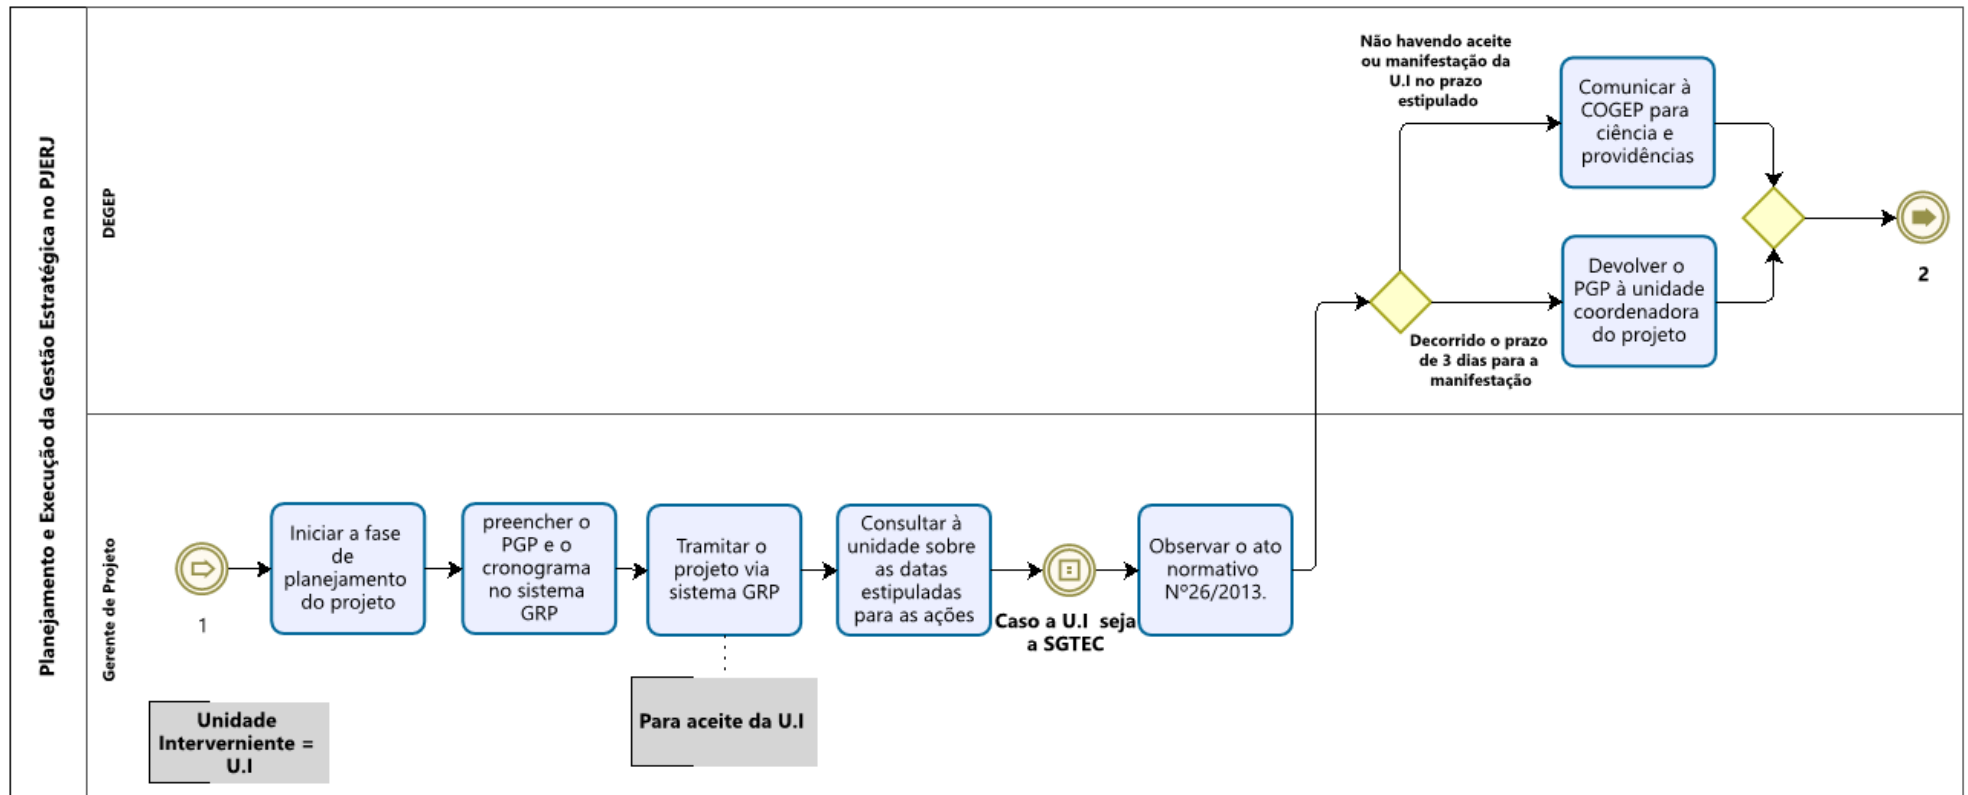 Planejamento e Execução da Gestão Estratégica no PJERJ
DEGEP
Não havendo aceite
ou manifestação da
U.I no prazo
estipulado
Comunicar à
COGEP para
ciência e
providências
Devolver o
PGP à unidade
coordenadora
do projeto
Decorrido o prazo
de 3 dias para a
manifestação
2
Gerente de Projeto
1
Iniciar a fase
de
planejamento
do projeto
preencher o
PGP e o
cronograma
no sistema
GRP
Tramitar o
projeto via
sistema GRP
Consultar à
unidade sobre
as datas
estipuladas
para as ações
Caso a U.I seja
a SGTEC
Observar o ato
normativo
Nº26/2013.
Unidade
Interverniente =
U.I
Para aceite da U.I